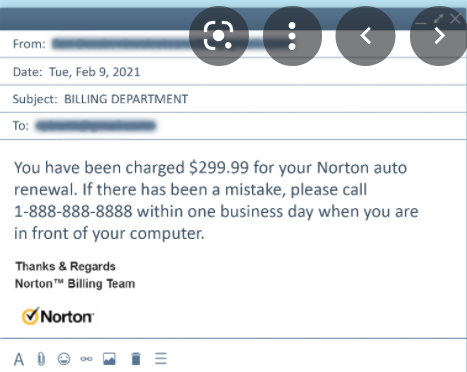 From:
Date: Tue, Feb 9, 2021
Subject: BILLING DEPARTMENT
To:
You have been charged $299.99 for your Norton auto
renewal. If there has been a mistake, please call
1-888-888-8888 within one business day when you are
in front of your computer.
Thanks & Regards
Norton™ Billing Team
Norton
A